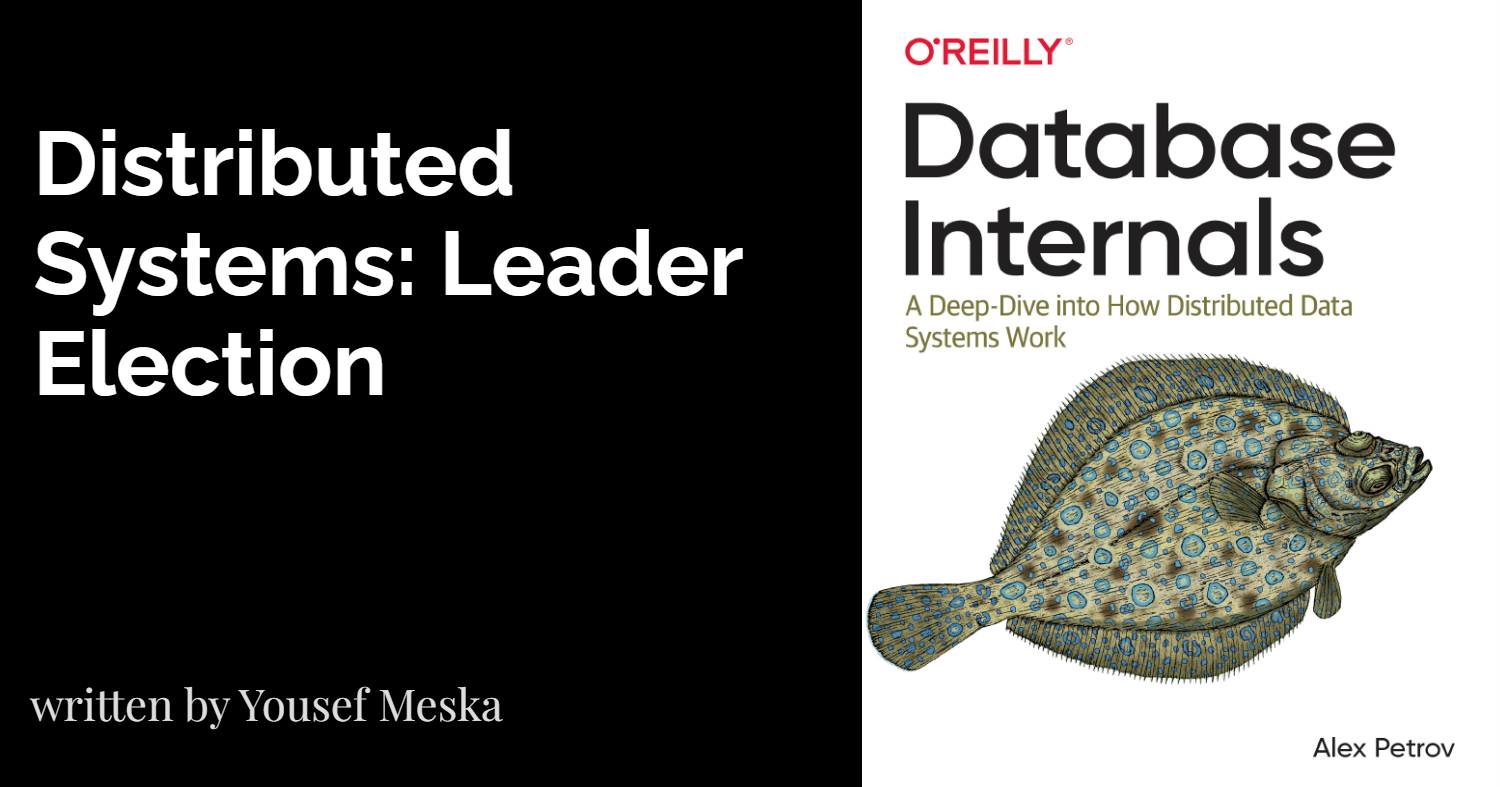 Distributed
Systems: Leader
Election
written by Yousef Meska
O'REILLY®
Database
Internals
A Deep-Dive into How Distributed Data
Systems Work
Alex Petrov